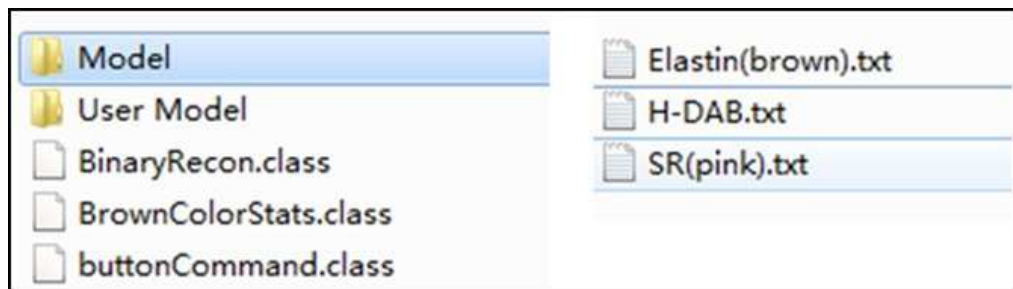 Model
User Model
BinaryRecon.class
BrownColorStats.class
buttonCommand.class
Elastin(brown).txt
H-DAB.txt
SR(pink).txt